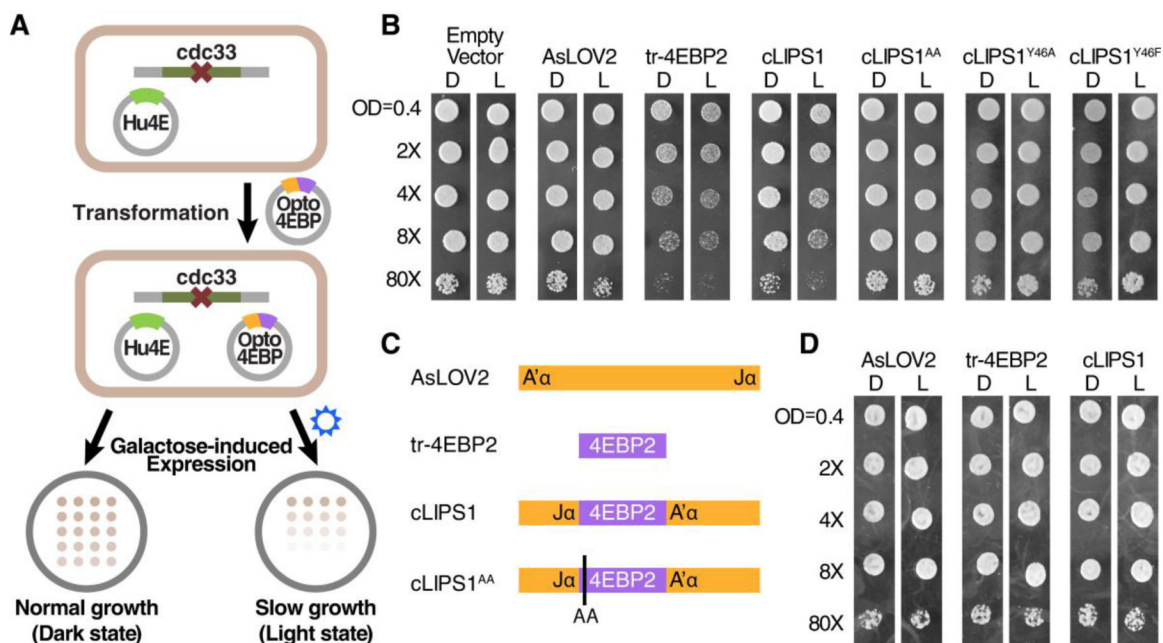 A
cdc33
Hu4E
Transformation
Opto
4EBP
cdc33
Hu4E
Opto
4EBP
Galactose-induced
Expression
Normal growth
(Dark state)
Slow growth
(Light state)
B
Empty
Vector
AsLOV2
tr-4EBP2
cLIPS1
cLIPS1AA
cLIPS1Y46A
cLIPS1Y46F
D L D L D L D L D L D L D L
OD=0.4
2X
4X
8X
80X
C
AsLOV2
A'α Jα
tr-4EBP2
4EBP2
cLIPS1
Jα 4EBP2 A'α
cLIPS1AA
Jα 4EBP2 A'α
AA
D
AsLOV2 tr-4EBP2 cLIPS1
D L D L D L
OD=0.4
2X
4X
8X
80X